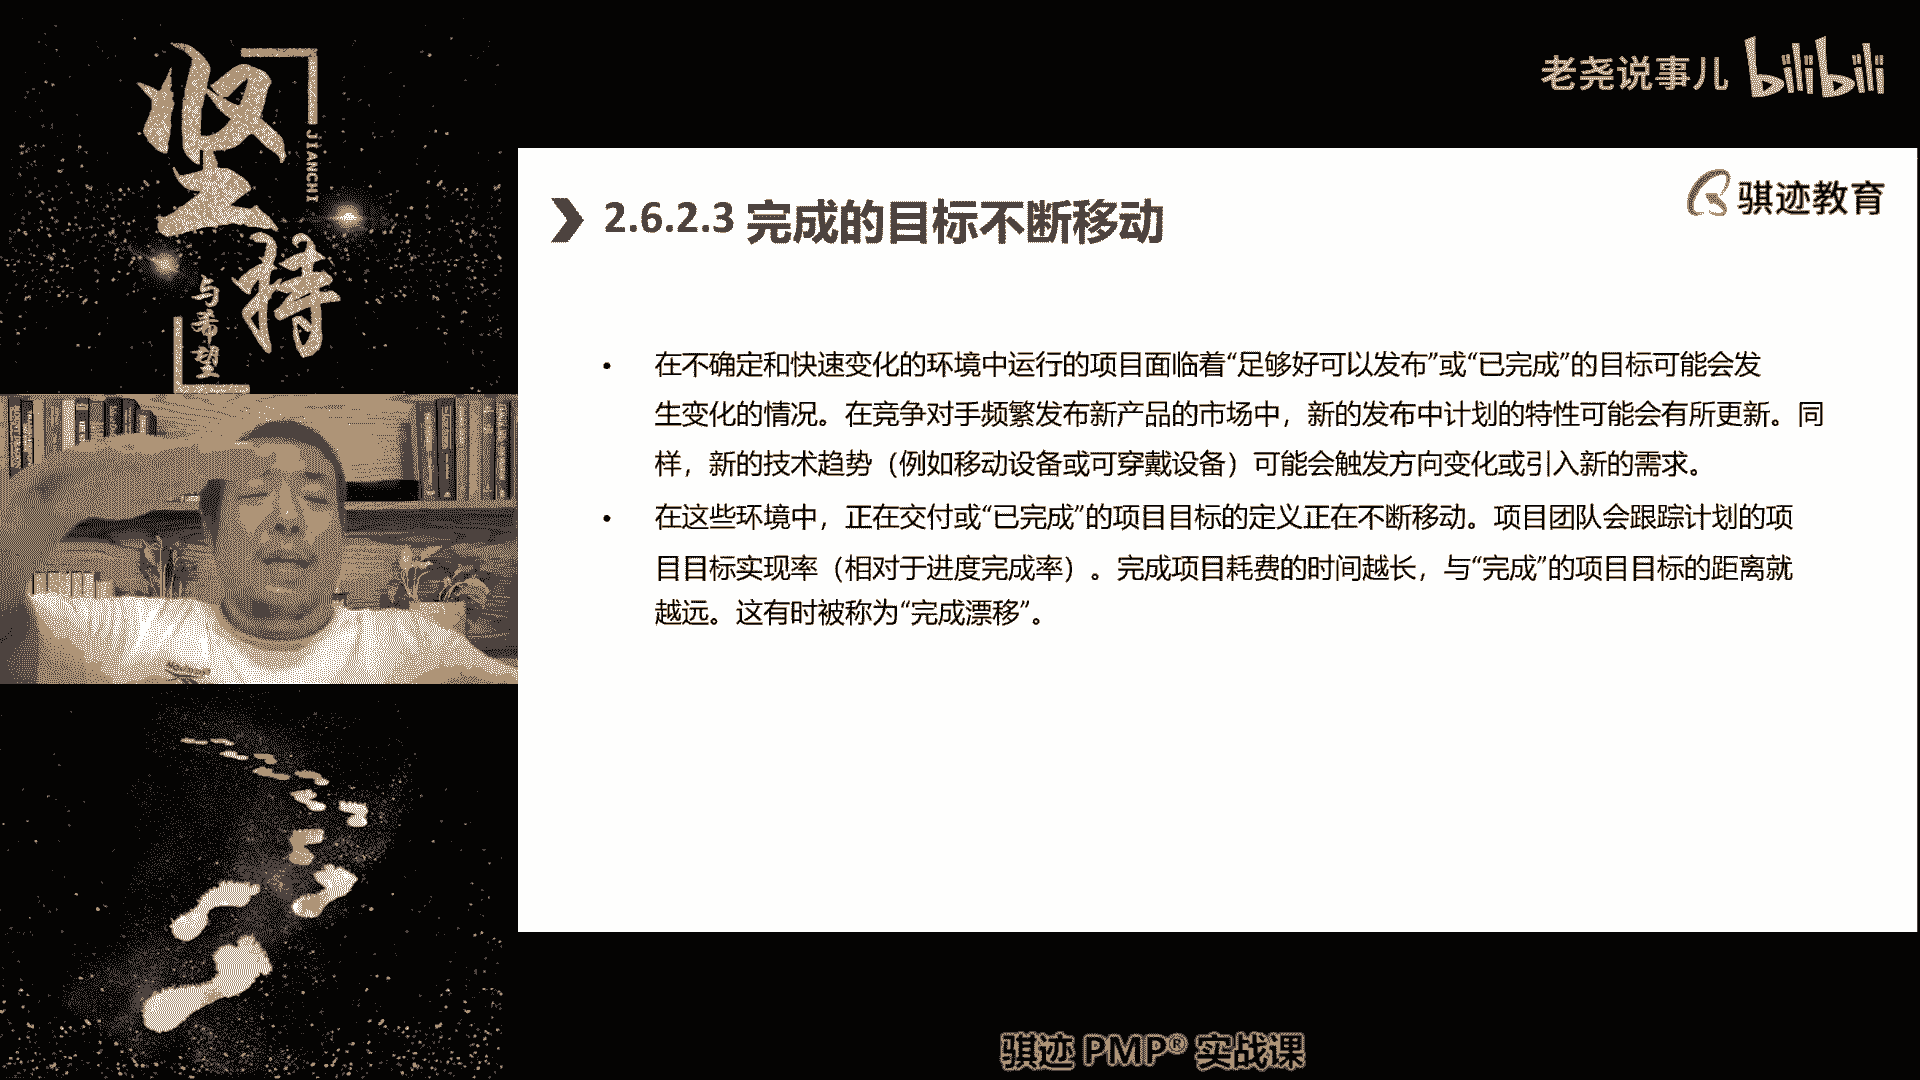 坚持
JIANCHI
与希望
老尧说事儿 bilibili
骐迹教育
2.6.2.3 完成的目标不断移动
• 在不确定和快速变化的环境中运行的项目面临着“足够好可以发布”或“已完成”的目标可能会发
生变化的情况。在竞争对手频繁发布新产品的市场中，新的发布中计划的特性可能会有所更新。同
样，新的技术趋势（例如移动设备或可穿戴设备）可能会触发方向变化或引入新的需求。
• 在这些环境中，正在交付或“已完成”的项目目标的定义正在不断移动。项目团队会跟踪计划的项
目目标实现率（相对于进度完成率）。完成项目耗费的时间越长，与“完成”的项目目标的距离就
越远。这有时被称为“完成漂移”。
骐迹 PMP® 实战课